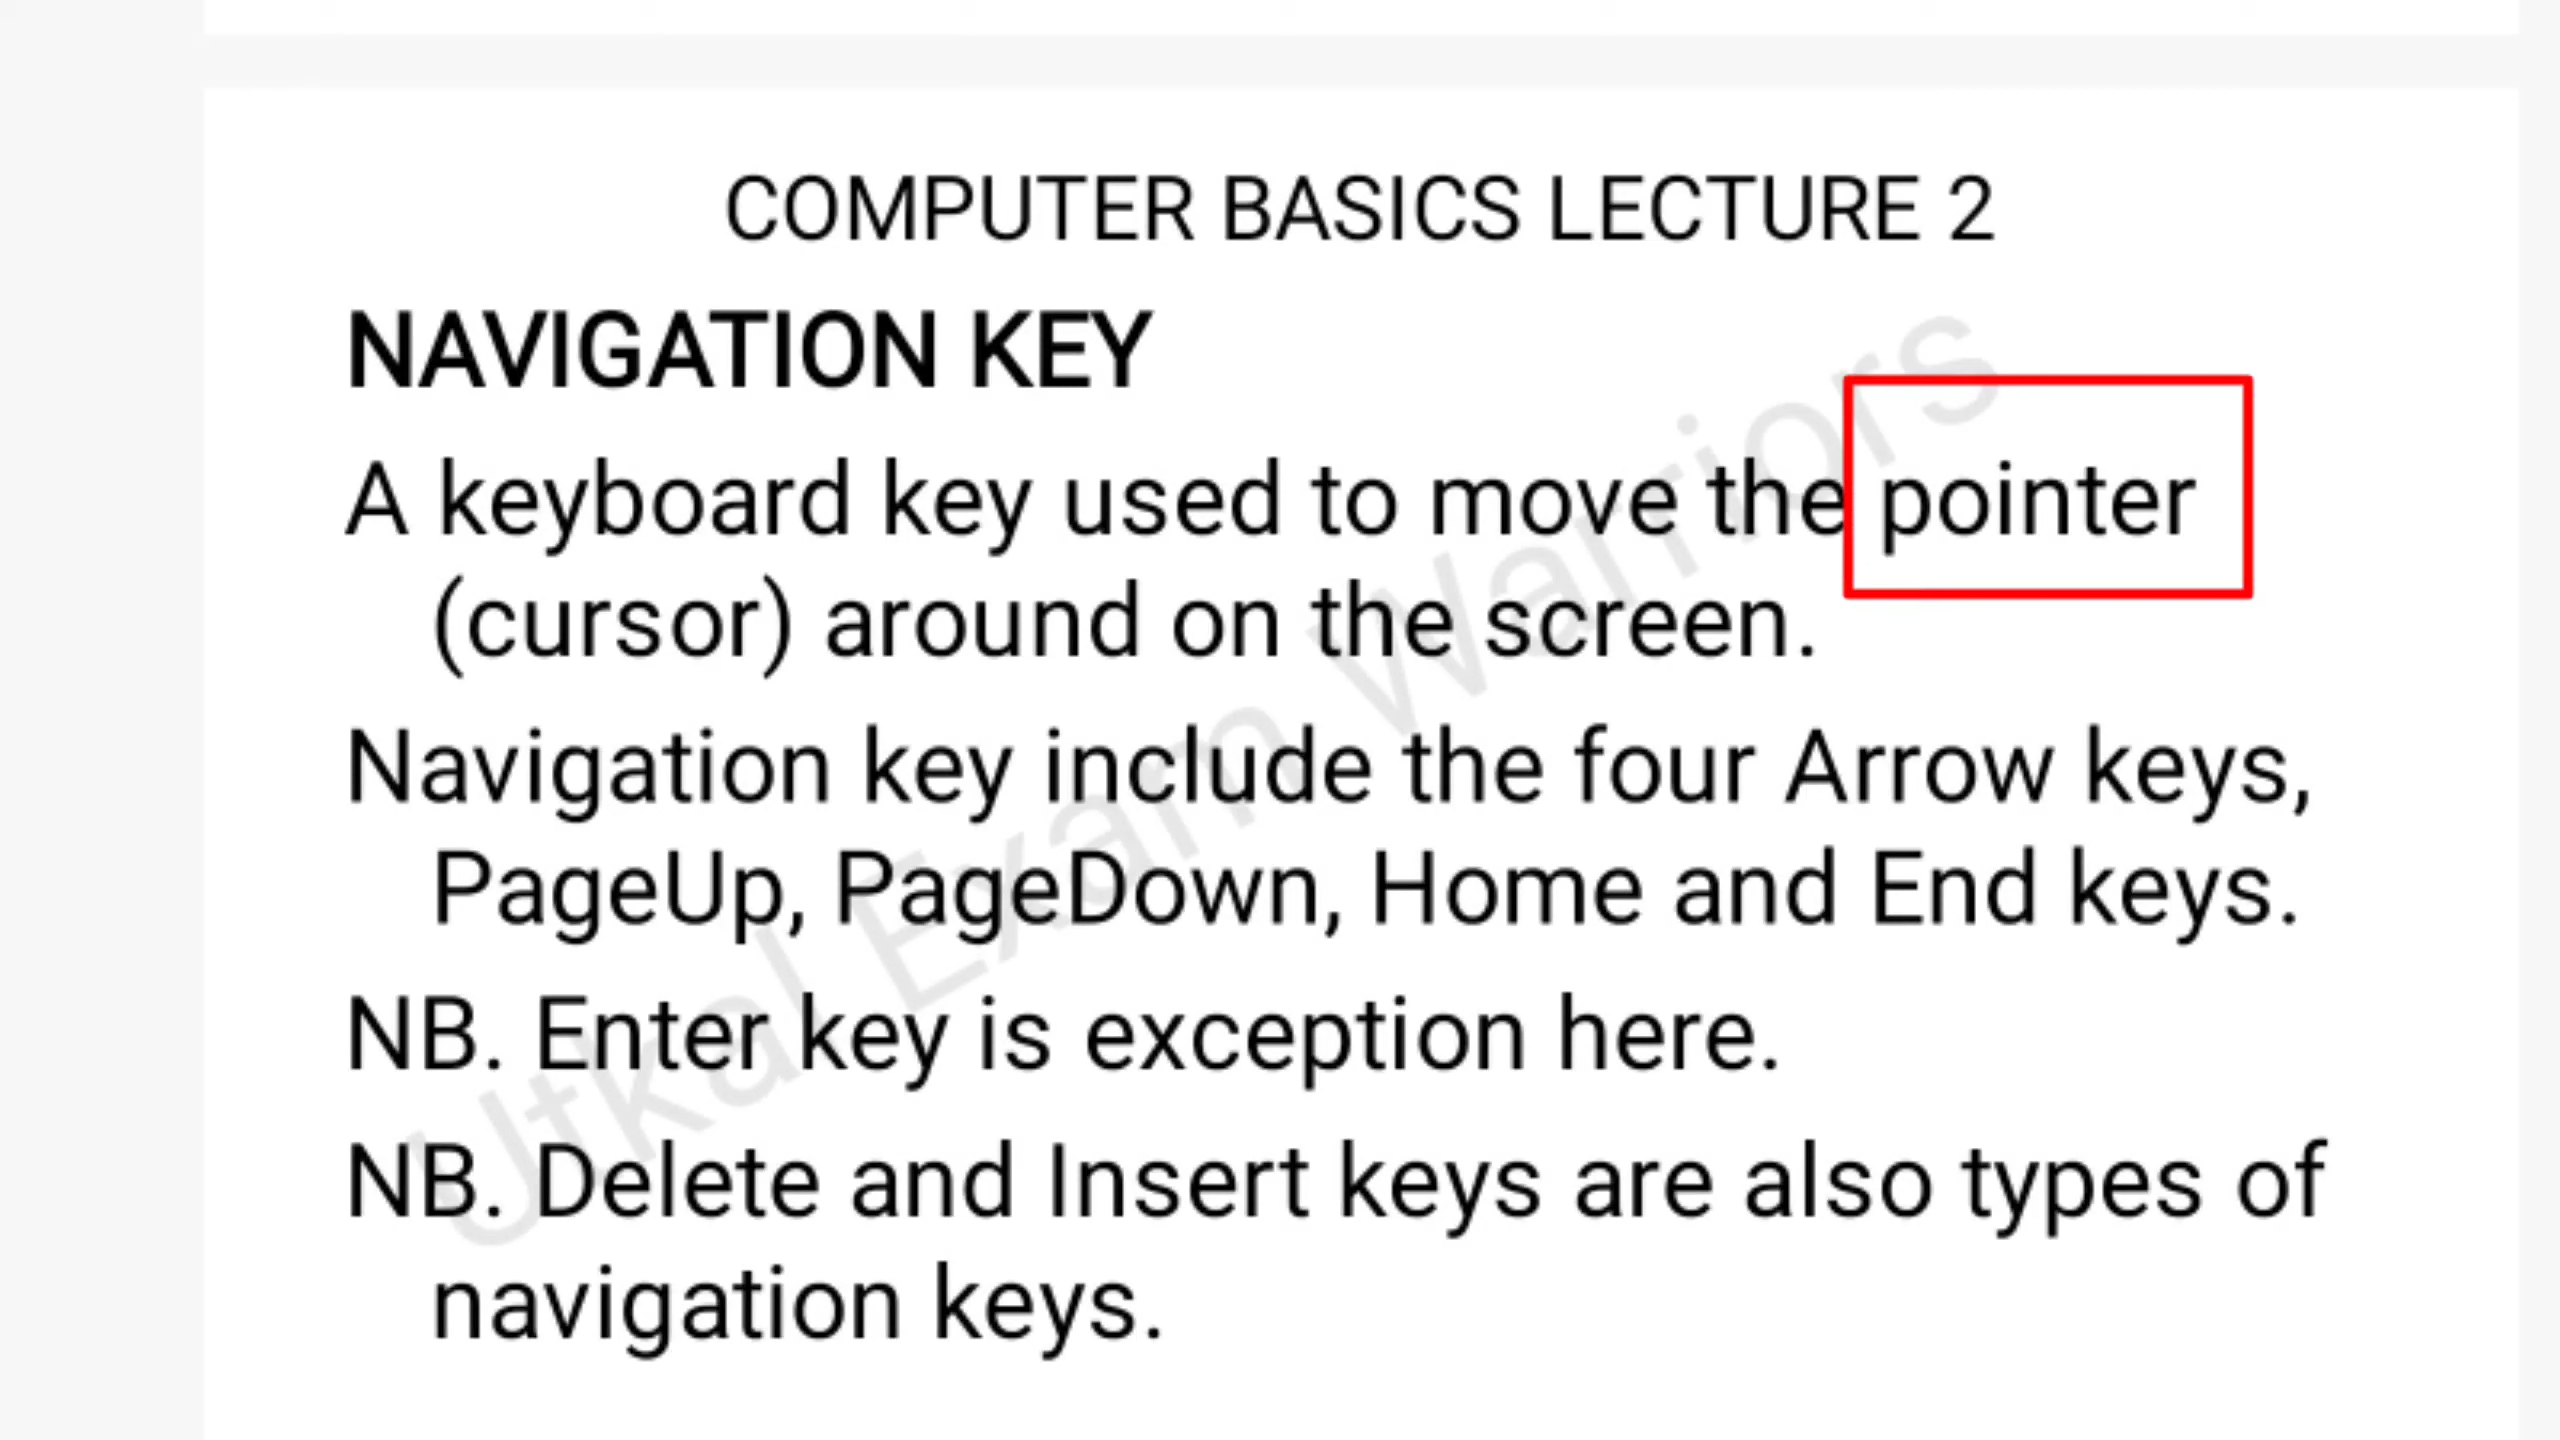 COMPUTER BASICS LECTURE 2
NAVIGATION KEY
A keyboard key used to move the pointer
(cursor) around on the screen.
Navigation key include the four Arrow keys,
PageUp, PageDown, Home and End keys.
NB. Enter key is exception here.
NB. Delete and Insert keys are also types of
navigation keys.
Utkal Exam Warriors